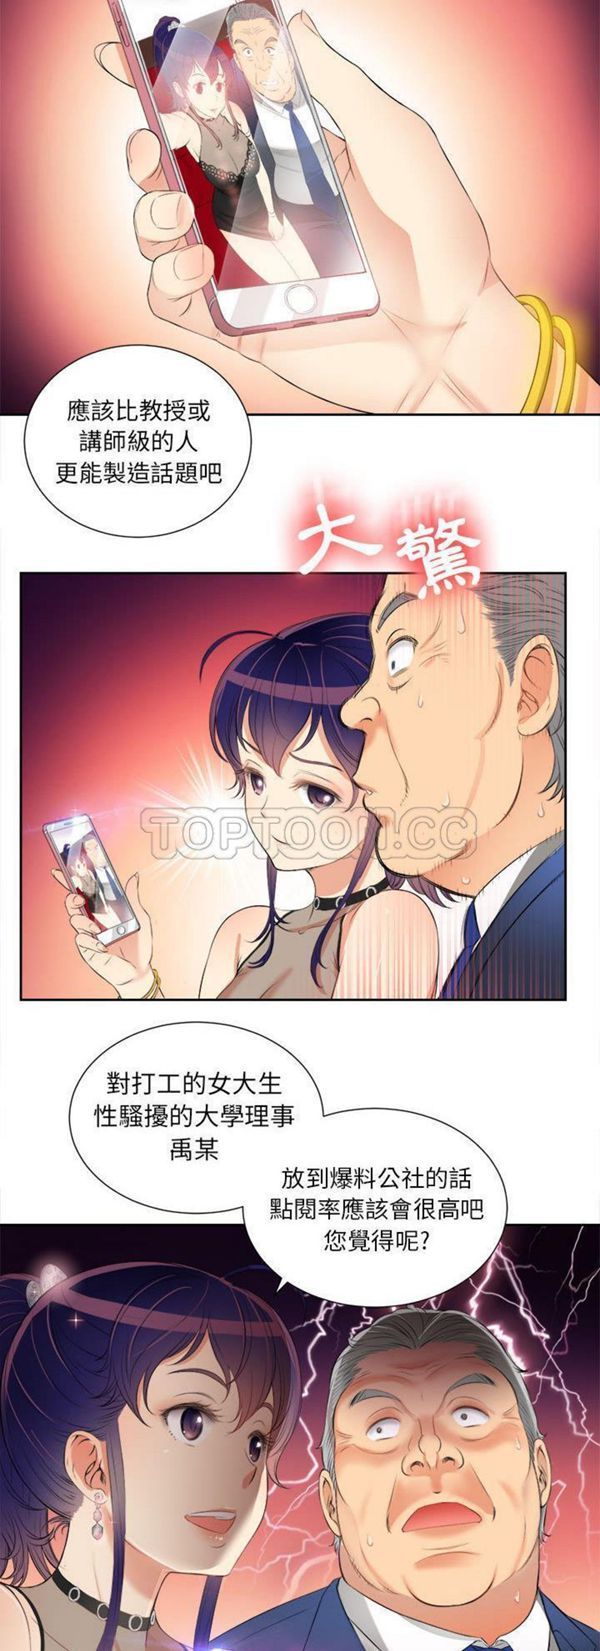 應該比教授或
講師級的人
更能製造話題吧
大驚
TOPTOON.CC
對打工的女大生
性騷擾的大學理事
禹某
放到爆料公社的話
點閱率應該會很高吧
您覺得呢?